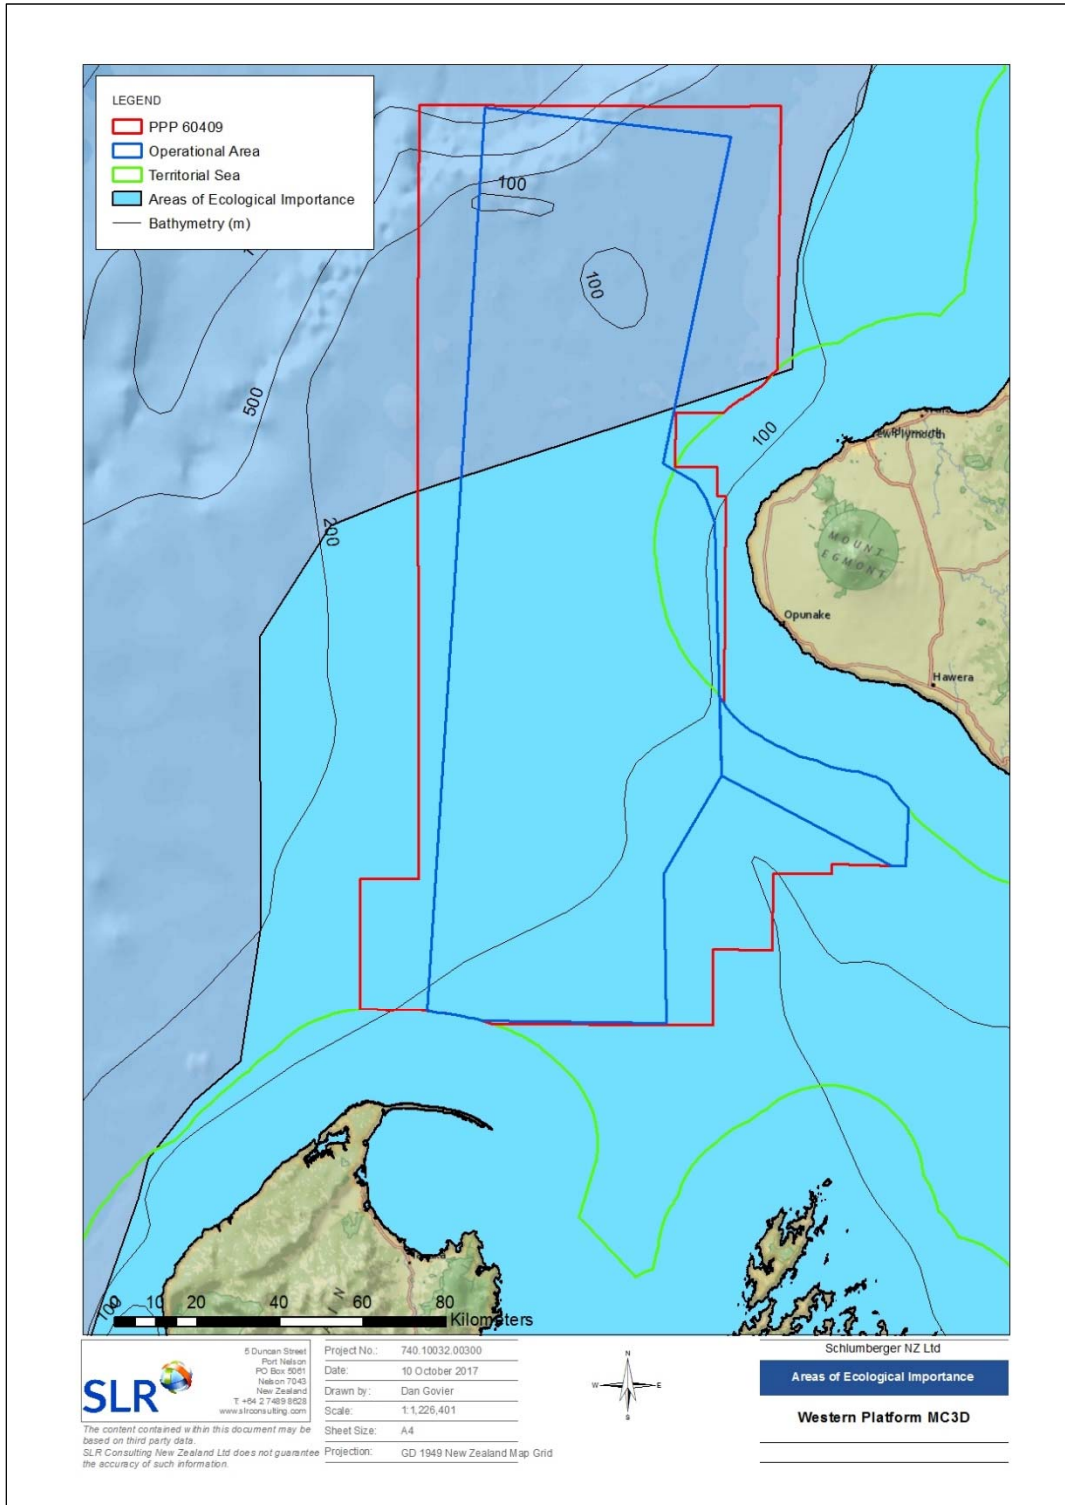 LEGEND
PPP 60409
Operational Area
Territorial Sea
Areas of Ecological Importance
Bathymetry (m)
100
100
500
200
100
New Plymouth
MOUNT
EGMONT
Opunake
Hawera
100
0 10 20 40 60 80
Kilometers
SLR
5 Duncan Street
Port Nelson
PO Box 5061
Nelson 7043
New Zealand
T: +64 2 7489 8628
www.slrconsulting.com
The content contained within this document may be
based on third party data.
SLR Consulting New Zealand Ltd does not guarantee
the accuracy of such information.
Project No.: 740.10032.00300
Date: 10 October 2017
Drawn by: Dan Govier
Scale: 1:1,226,401
Sheet Size: A4
Projection: GD 1949 New Zealand Map Grid
N
W E
S
Schlumberger NZ Ltd
Areas of Ecological Importance
Western Platform MC3D